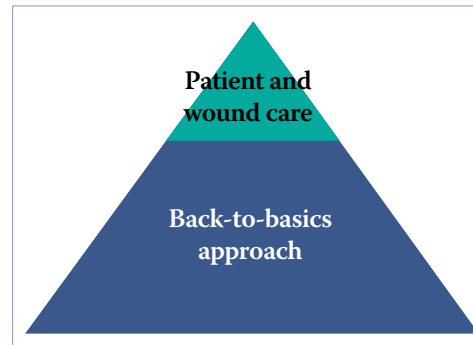 Patient and
wound care
Back-to-basics
approach